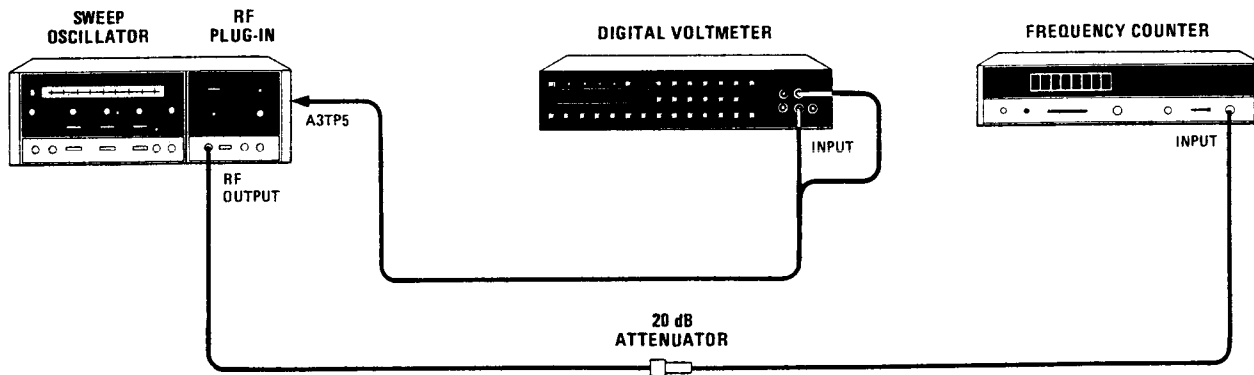 SWEEP
OSCILLATOR
RF
PLUG-IN
DIGITAL VOLTMETER
FREQUENCY COUNTER
A3TP5
INPUT
INPUT
RF
OUTPUT
20 dB
ATTENUATOR